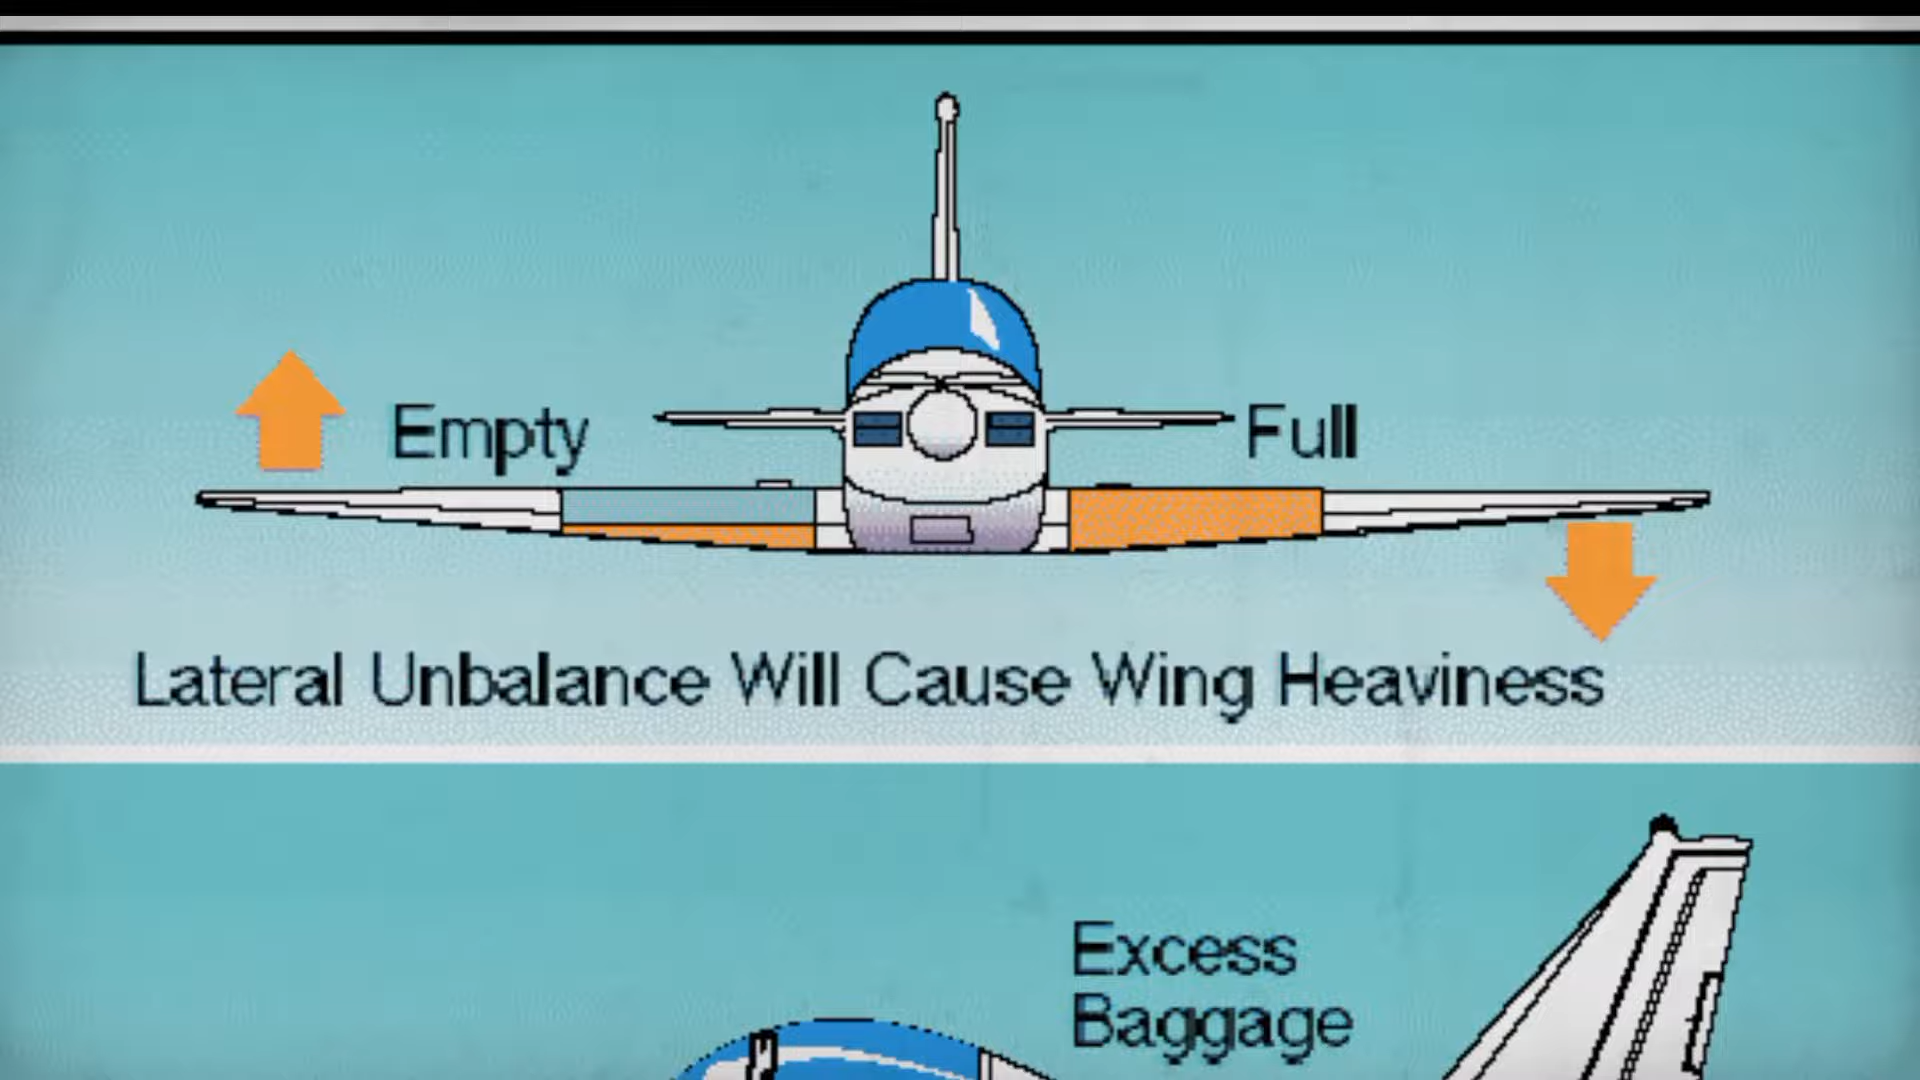 Empty
Full
Lateral Unbalance Will Cause Wing Heaviness
Excess
Baggage